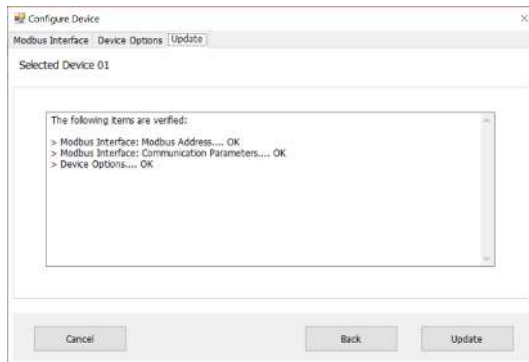 Configure Device
Modbus Interface Device Options Update
Selected Device 01
The following items are verified:
> Modbus Interface: Modbus Address.... OK
> Modbus Interface: Communication Parameters.... OK
> Device Options.... OK
Cancel Back Update